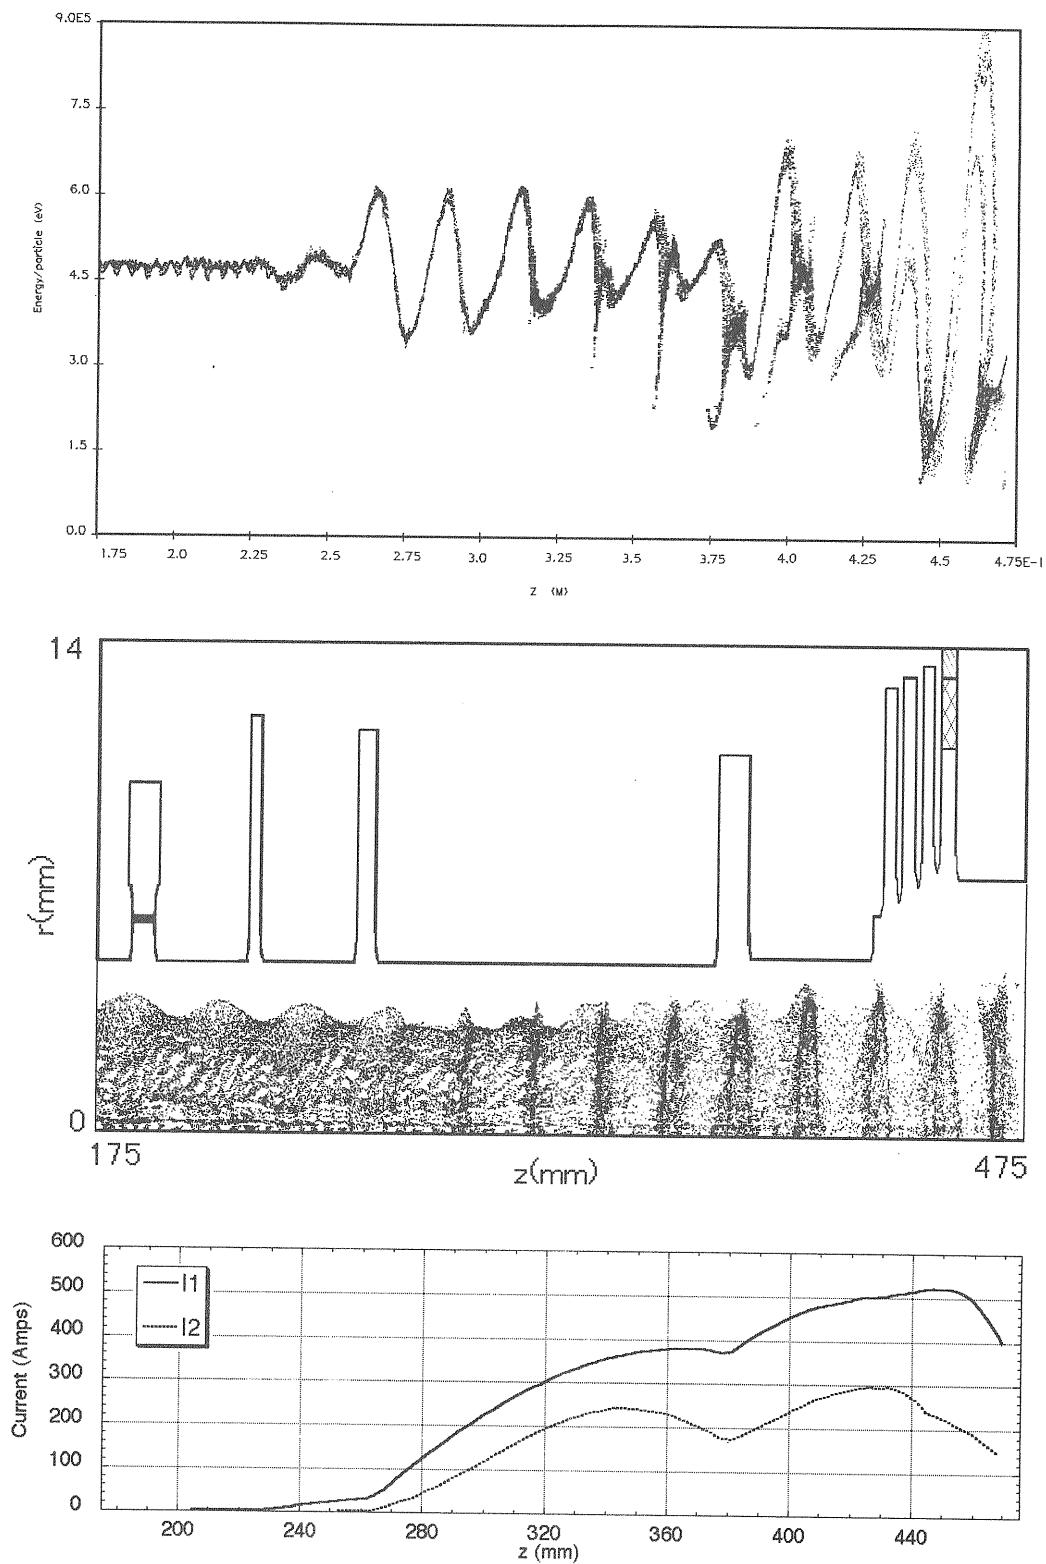 9.0E5
7.5
6.0
4.5
3.0
1.5
0.0
Energy/particle (eV)
1.75 2.0 2.25 2.5 2.75 3.0 3.25 3.5 3.75 4.0 4.25 4.5 4.75E-1
Z (M)
14
r(mm)
0
175 475
z(mm)
600
500
400
300
200
100
0
Current (Amps)
I1
I2
200 240 280 320 360 400 440
z (mm)